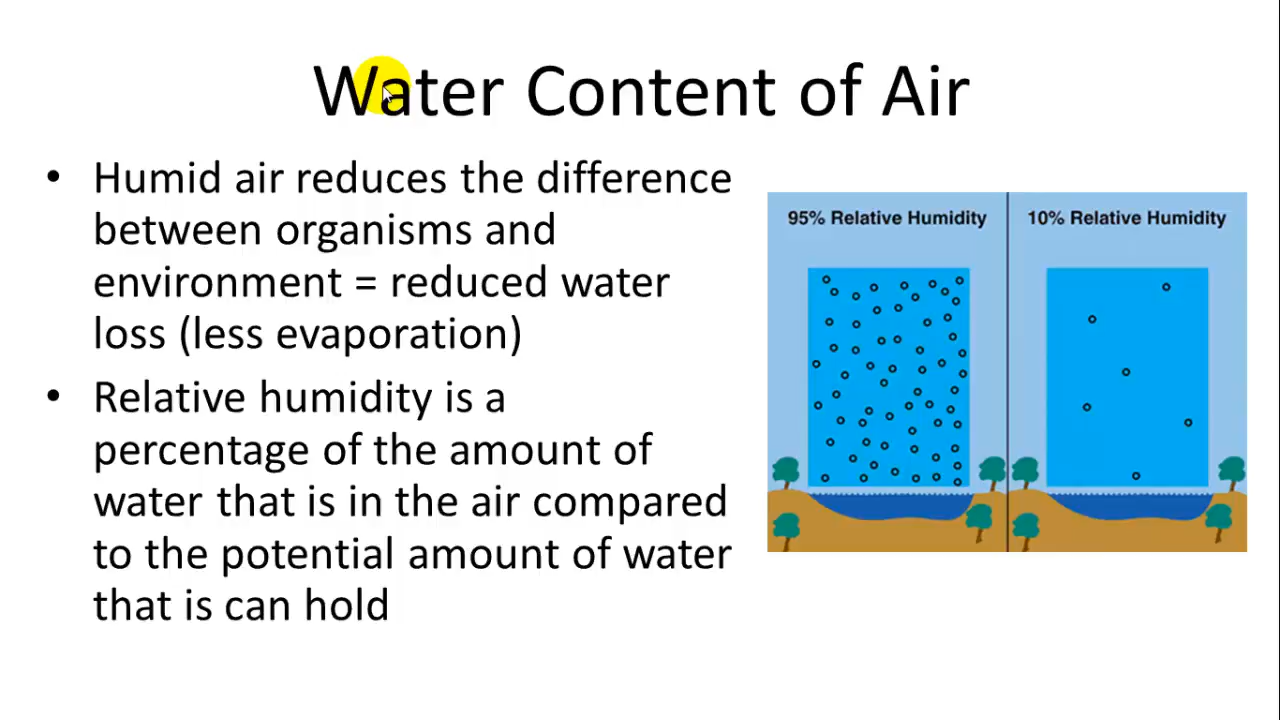 Water Content of Air
• Humid air reduces the difference
between organisms and
environment = reduced water
loss (less evaporation)
• Relative humidity is a
percentage of the amount of
water that is in the air compared
to the potential amount of water
that is can hold
95% Relative Humidity
10% Relative Humidity